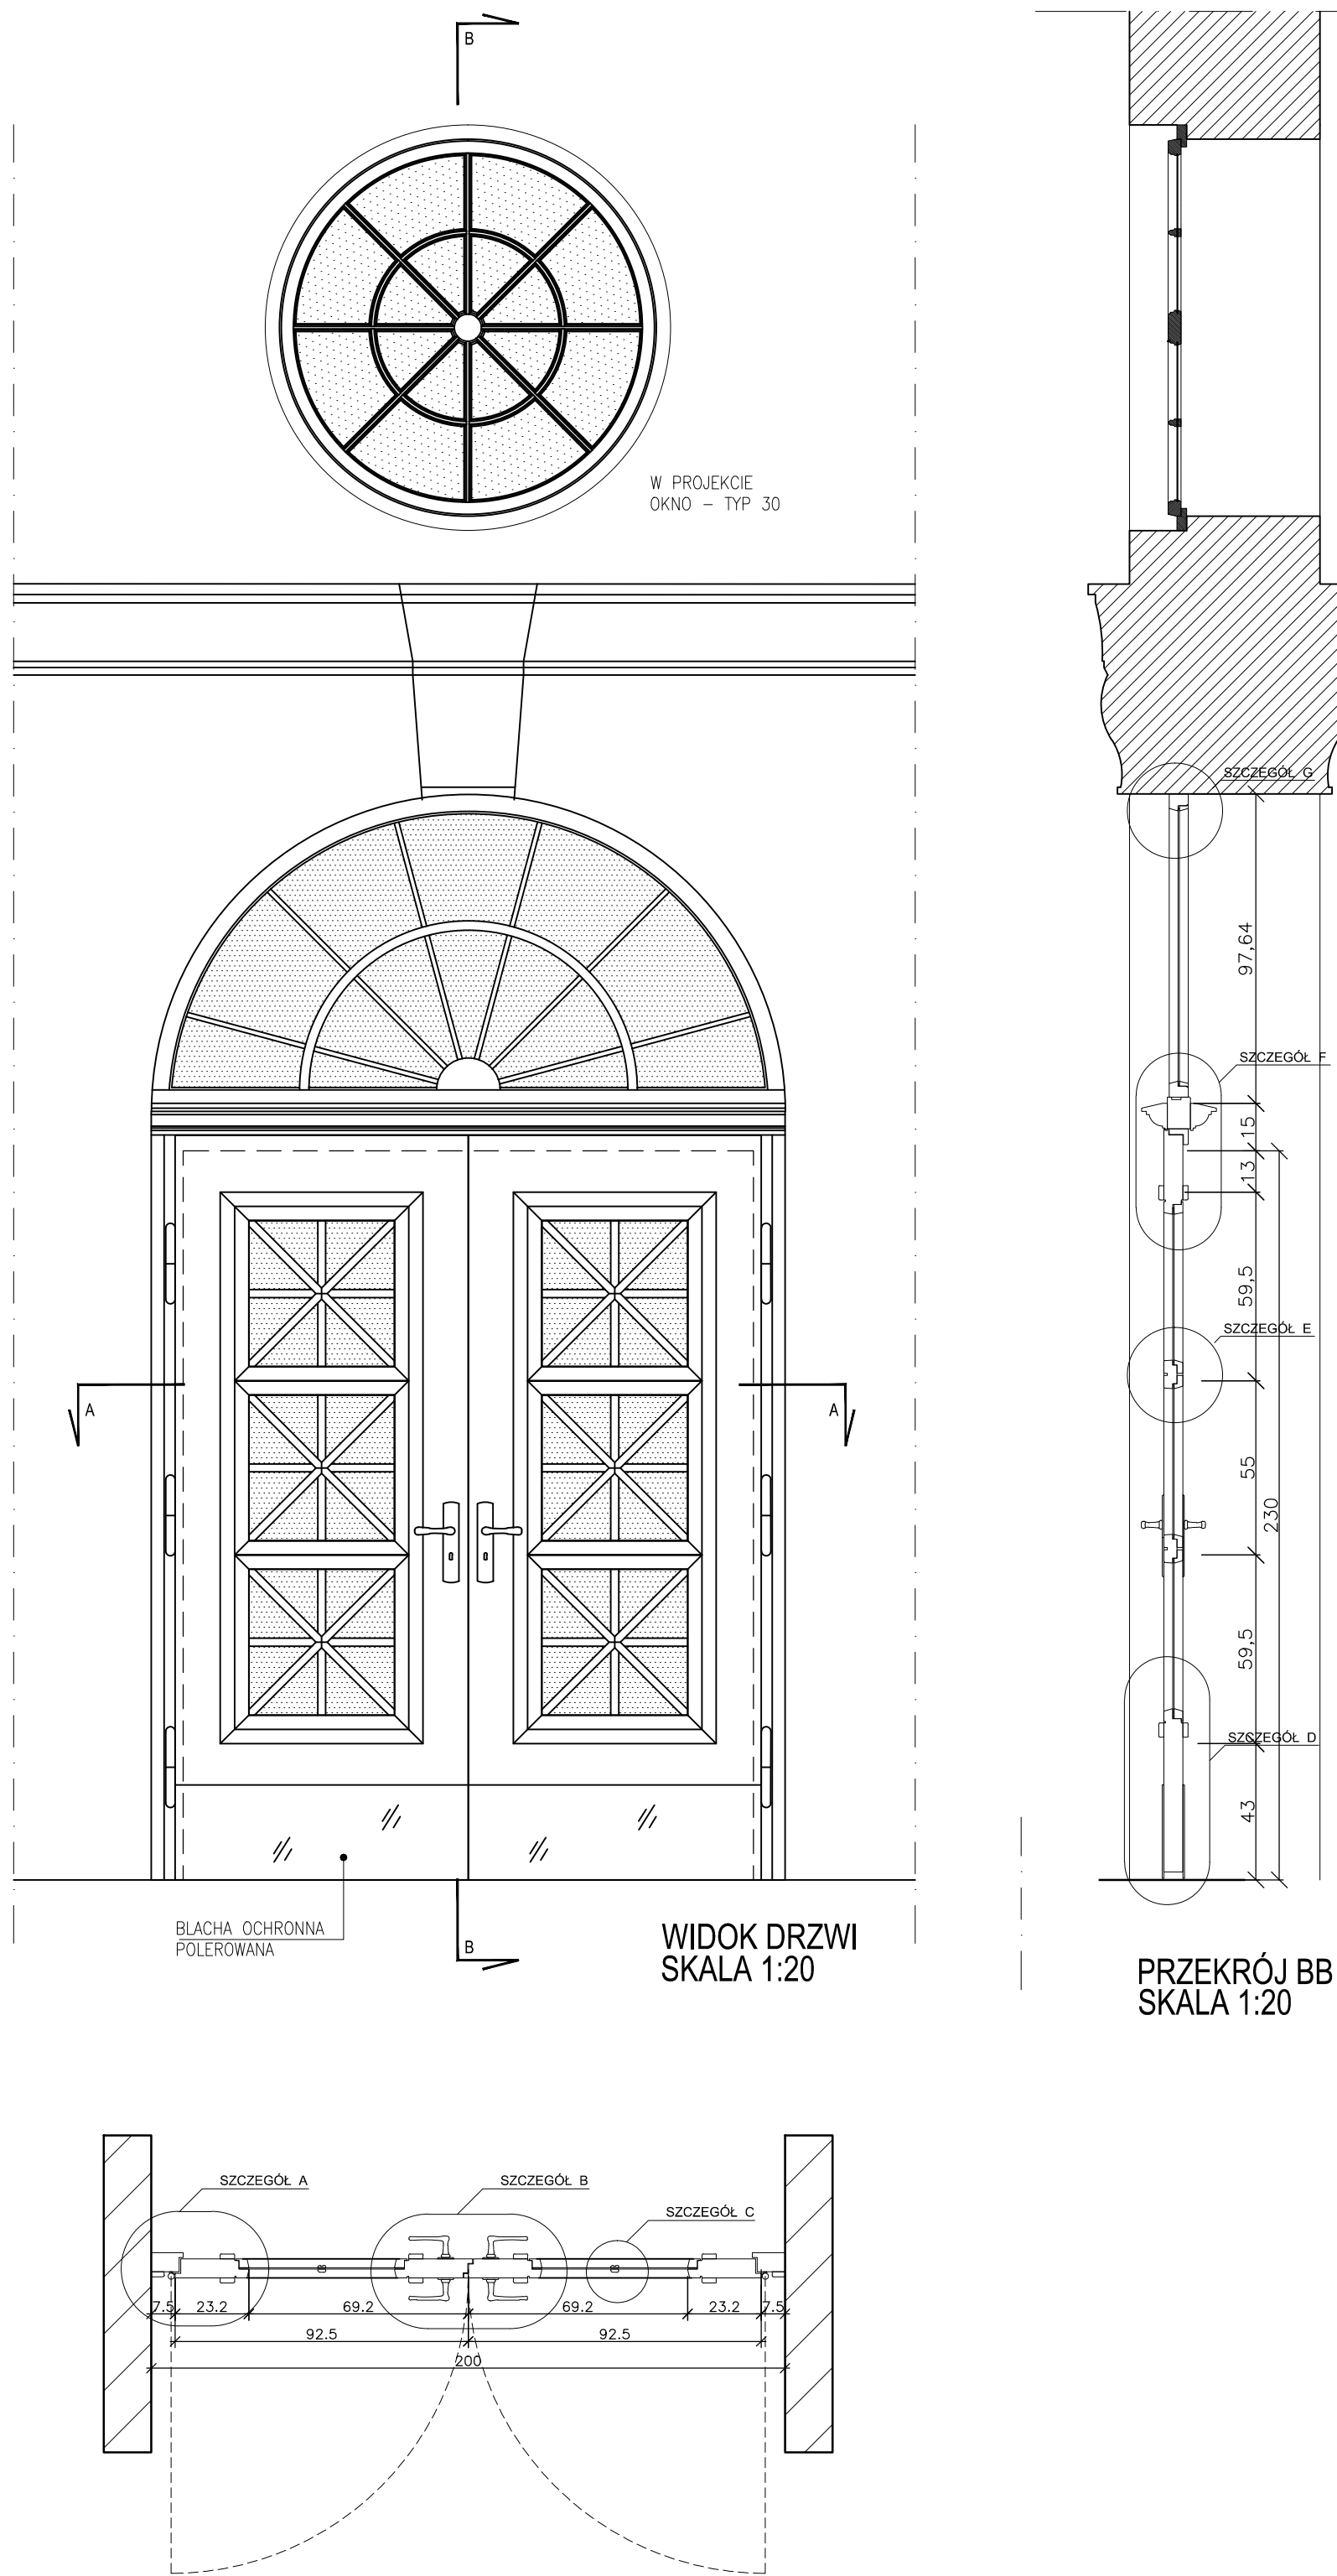 B
W PROJEKCIE
OKNO – TYP 30
A
A
BLACHA OCHRONNA
POLEROWANA
B
WIDOK DRZWI
SKALA 1:20
SZCZEGÓŁ G
97,64
SZCZEGÓŁ F
15
13
59,5
SZCZEGÓŁ E
55
230
59,5
SZCZEGÓŁ D
43
PRZEKRÓJ BB
SKALA 1:20
SZCZEGÓŁ A
SZCZEGÓŁ B
SZCZEGÓŁ C
7.5 23.2 69.2 69.2 23.2 7.5
92.5 92.5
200